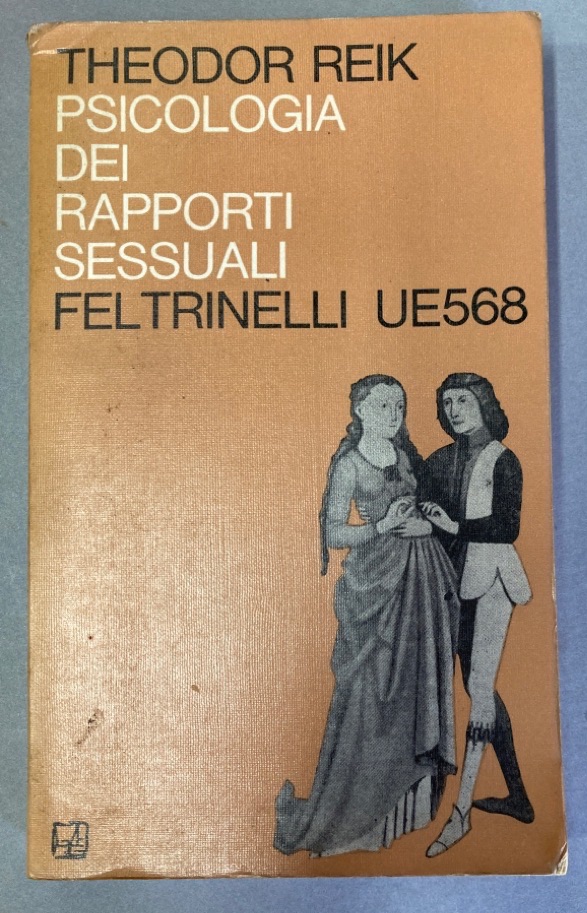 THEODOR REIK
PSICOLOGIA
DEI
RAPPORTI
SESSUALI
FELTRINELLI UE568